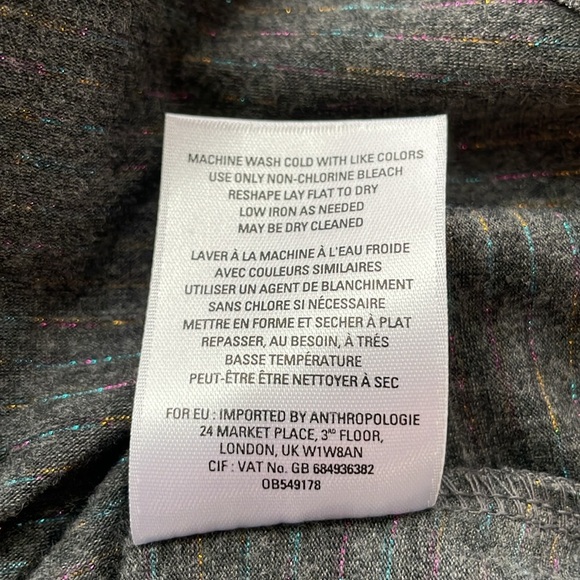 MACHINE WASH COLD WITH LIKE COLORS
USE ONLY NON-CHLORINE BLEACH
RESHAPE LAY FLAT TO DRY
LOW IRON AS NEEDED
MAY BE DRY CLEANED
LAVER À LA MACHINE À L'EAU FROIDE
AVEC COULEURS SIMILAIRES
UTILISER UN AGENT DE BLANCHIMENT
SANS CHLORE SI NÉCESSAIRE
METTRE EN FORME ET SECHER À PLAT
REPASSER, AU BESOIN, À TRÉS
BASSE TEMPÉRATURE
PEUT-ÊTRE ÊTRE NETTOYER À SEC
FOR EU : IMPORTED BY ANTHROPOLOGIE
24 MARKET PLACE, 3RD FLOOR,
LONDON, UK W1W8AN
CIF : VAT No. GB 684936382
OB549178